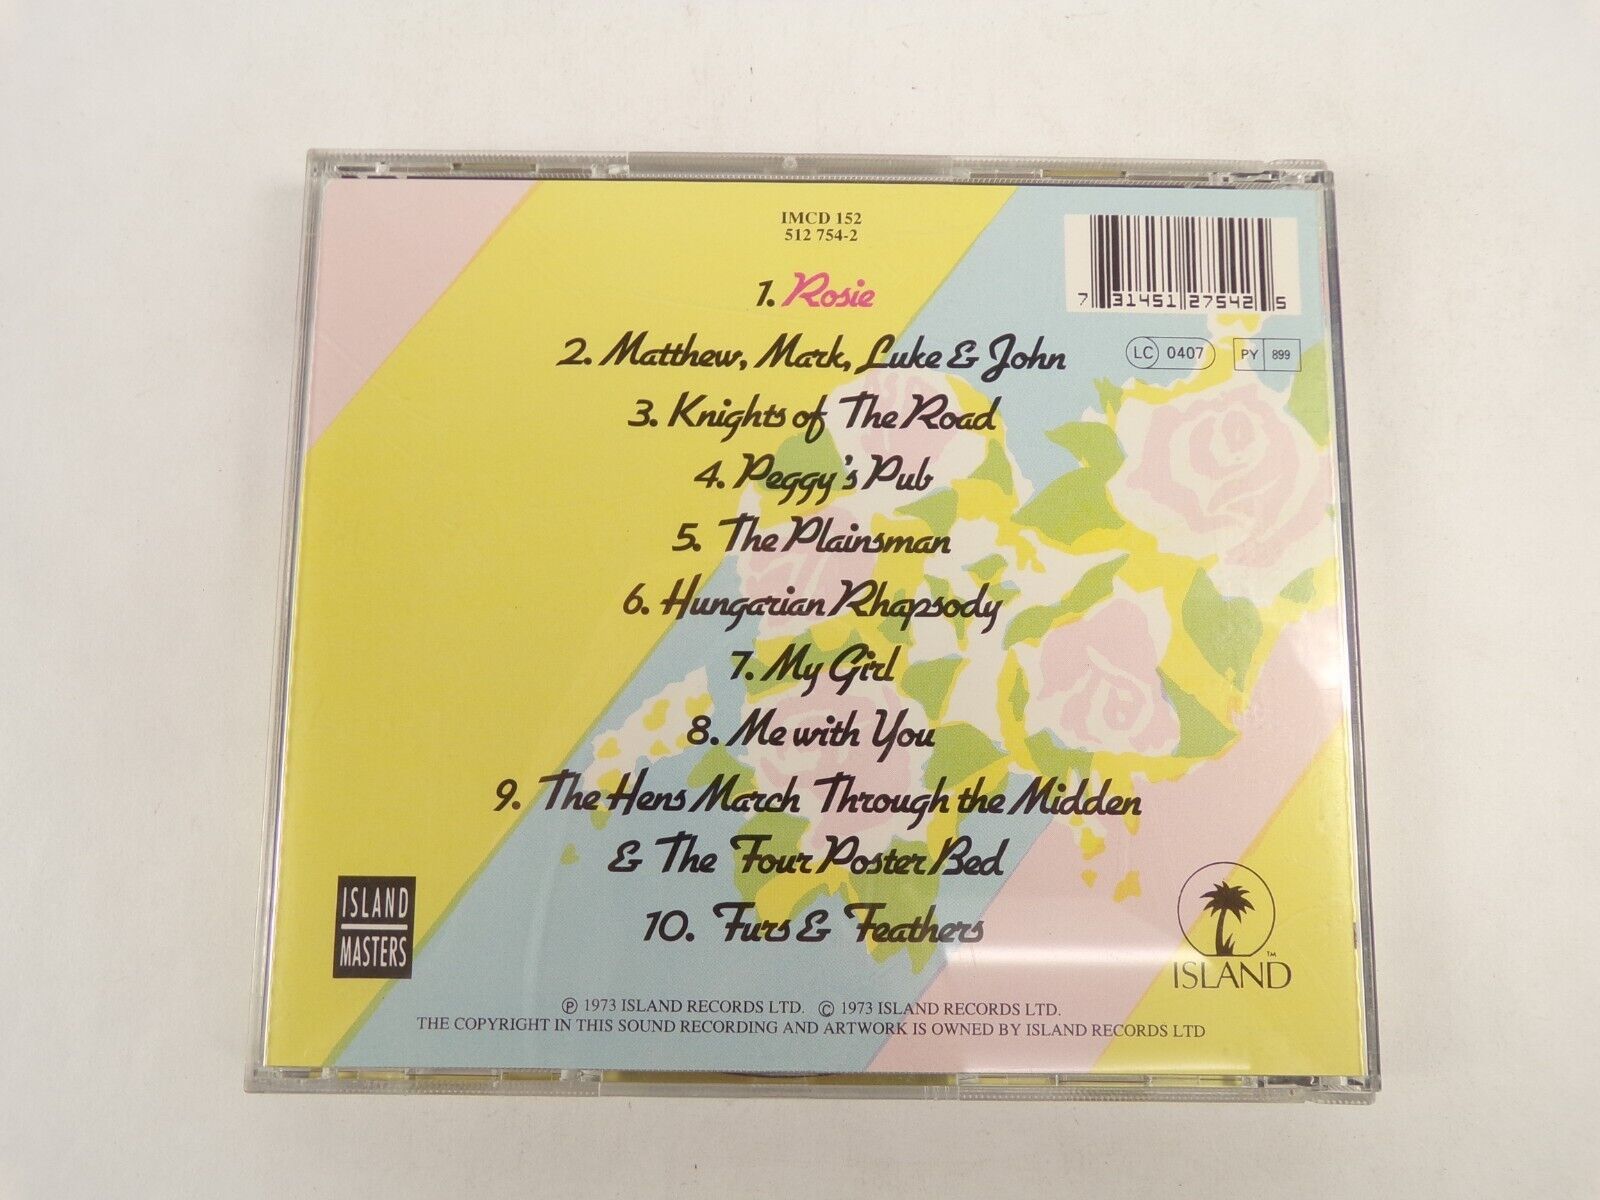 IMCD 152
512 754-2
7 31451 27542 5
1. Rosie
2. Matthew, Mark, Luke & John
LC 0407
PY 899
3. Knights of The Road
4. Peggy's Pub
5. The Plainsman
6. Hungarian Rhapsody
7. My Girl
8. Me with You
9. The Hens March Through the Midden
& The Four Poster Bed
10. Furs & Feathers
ISLAND
MASTERS
ISLAND™
℗ 1973 ISLAND RECORDS LTD. © 1973 ISLAND RECORDS LTD.
THE COPYRIGHT IN THIS SOUND RECORDING AND ARTWORK IS OWNED BY ISLAND RECORDS LTD